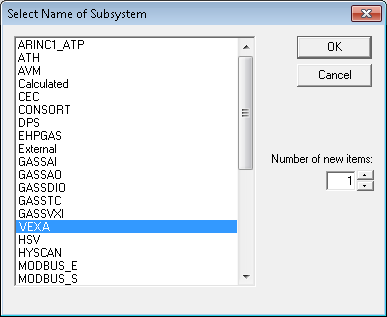 Select Name of Subsystem
ARINC1_ATP
ATH
AVM
Calculated
CEC
CONSORT
DPS
EHPGAS
External
GASSAI
GASSAO
GASSDIO
GASSTC
GASSVXI
VEXA
HSV
HYSCAN
MODBUS_E
MODBUS_S
OK
Cancel
Number of new items:
1